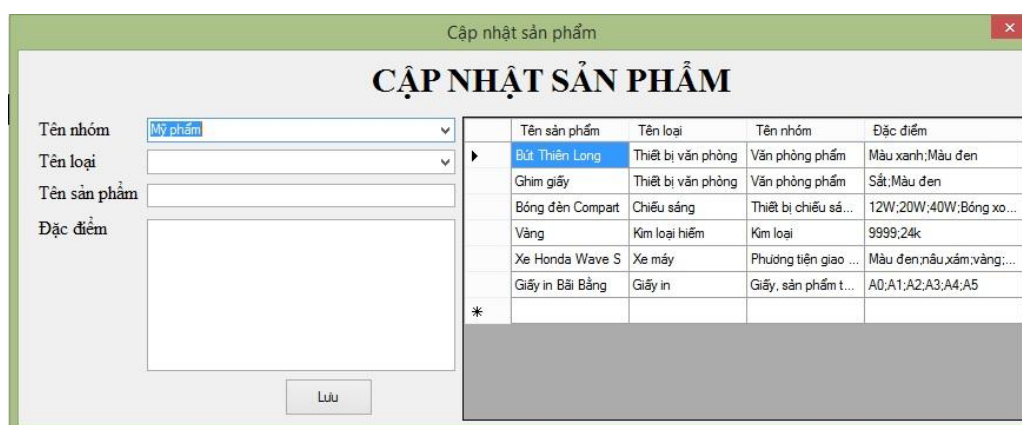 Cập nhật sản phẩm
CẬP NHẬT SẢN PHẨM
Tên nhóm Mỹ phẩm
Tên loại
Tên sản phẩm
Đặc điểm
Lưu
Tên sản phẩm Tên loại Tên nhóm Đặc điểm
Bút Thiên Long Thiết bị văn phòng Văn phòng phẩm Màu xanh;Màu đen
Ghim giấy Thiết bị văn phòng Văn phòng phẩm Sắt;Màu đen
Bóng đèn Compart Chiếu sáng Thiết bị chiếu sá... 12W;20W;40W;Bóng xo...
Vàng Kim loại hiếm Kim loại 9999;24k
Xe Honda Wave S Xe máy Phương tiện giao ... Màu đen;nâu,xám;vàng;...
Giấy in Bãi Bằng Giấy in Giấy, sản phẩm t... A0;A1;A2;A3;A4;A5